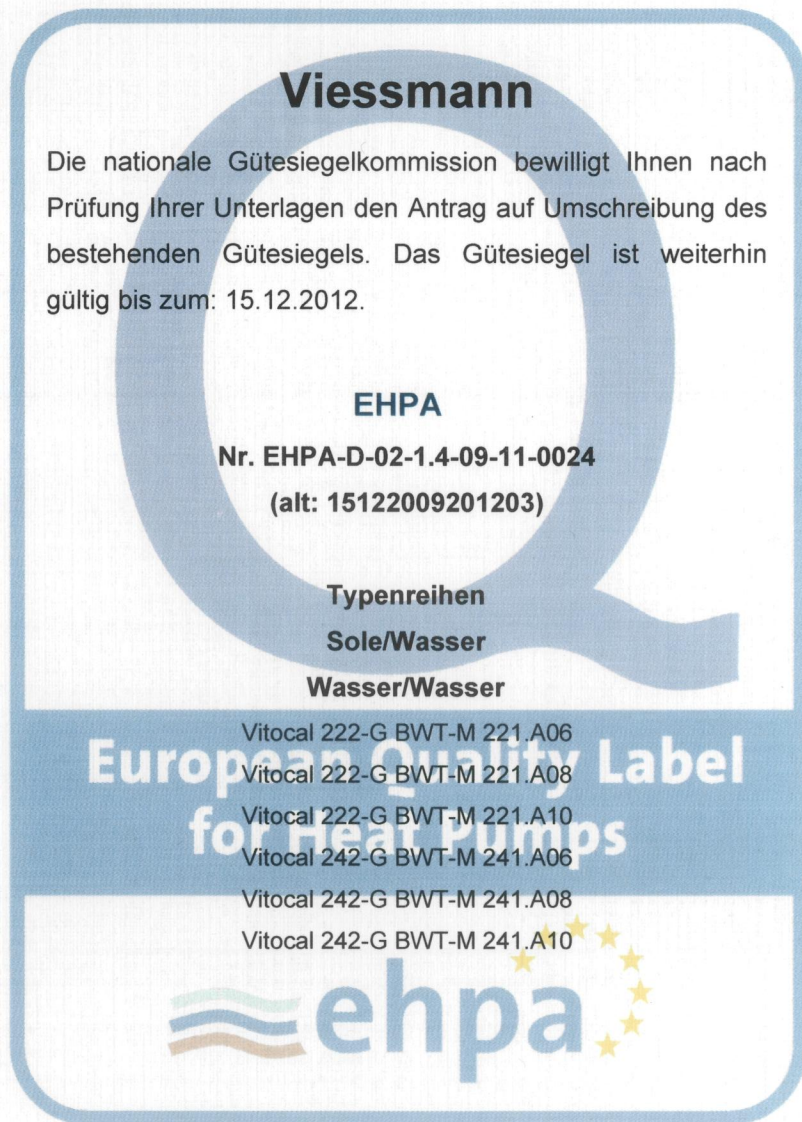 Viessmann
Die nationale Gütesiegelkommission bewilligt Ihnen nach
Prüfung Ihrer Unterlagen den Antrag auf Umschreibung des
bestehenden Gütesiegels. Das Gütesiegel ist weiterhin
gültig bis zum: 15.12.2012.
EHPA
Nr. EHPA-D-02-1.4-09-11-0024
(alt: 15122009201203)
Typenreihen
Sole/Wasser
Wasser/Wasser
Vitocal 222-G BWT-M 221.A06
European Quality Label
Vitocal 222-G BWT-M 221.A08
Vitocal 222-G BWT-M 221.A10
for Heat Pumps
Vitocal 242-G BWT-M 241.A06
Vitocal 242-G BWT-M 241.A08
Vitocal 242-G BWT-M 241.A10
ehpa